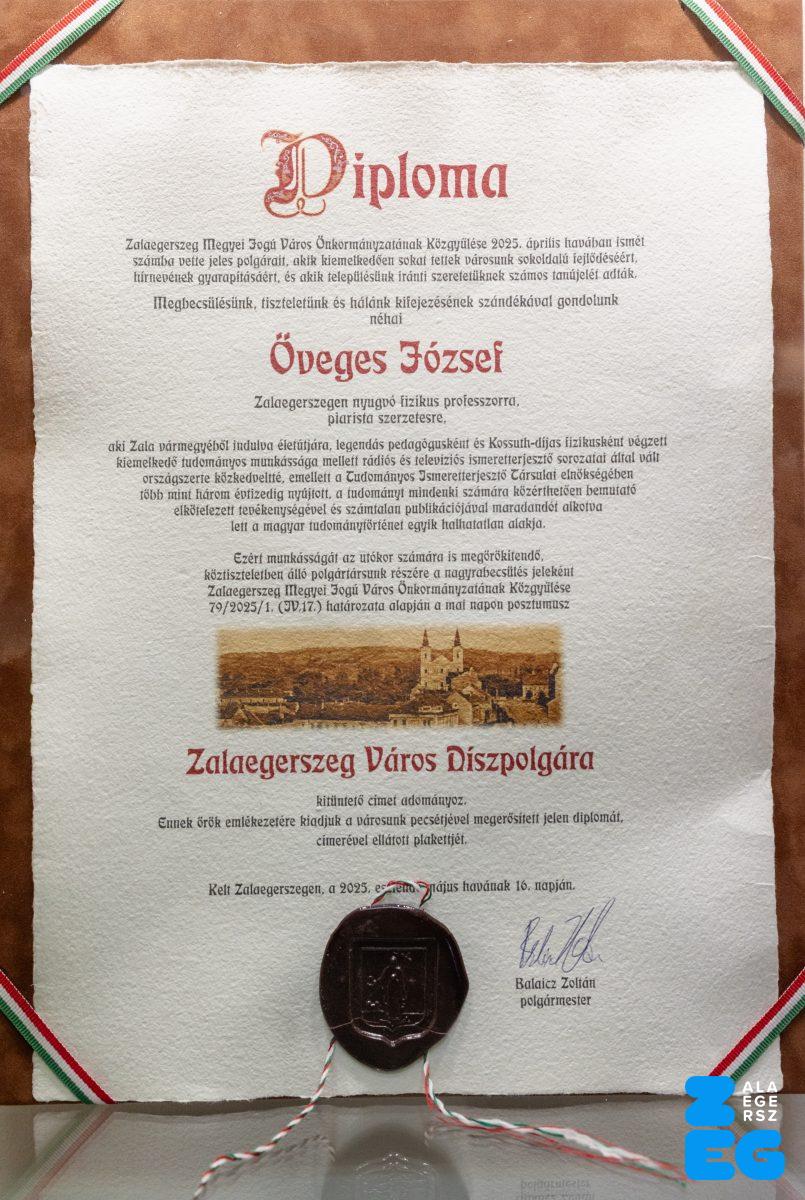 Diploma
Zalaegerszeg Megyei Jogú Város Önkormányzatának Közgyűlése 2025. április havában ismét
számba vette jeles polgárait, akik kiemelkedően sokat tettek városunk sokoldalú fejlődéséért,
hírnevének gyarapításáért, és akik településünk iránti szeretetüknek számos tanújelét adták.
Megbecsülésünk, tiszteletünk és hálánk kifejezésének szándékával gondolunk
néhai
Öveges József
Zalaegerszegen nyugvó fizikus professzorra,
piarista szerzetesre,
aki Zala vármegyéből indulva életútjára, legendás pedagógusként és Kossuth-díjas fizikusként végzett
kiemelkedő tudományos munkássága mellett rádiós és televíziós ismeretterjesztő sorozatai által vált
országszerte közkedveltté, emellett a Tudományos Ismeretterjesztő Társulat elnökségében
több mint három évtizedig nyújtott, a tudományt mindenki számára közérthetően bemutató
elkötelezett tevékenységével és számtalan publikációjával maradandót alkotva
lett a magyar tudománytörténet egyik halhatatlan alakja.
Ezért munkásságát az utókor számára is megörökítendő,
köztiszteletben álló polgártársunk részére a nagyrabecsülés jeleként
Zalaegerszeg Megyei Jogú Város Önkormányzatának Közgyűlése
79/2025/1. (IV.17.) határozata alapján a mai napon posztumusz
Zalaegerszeg Város Díszpolgára
kitüntető címet adományoz.
Ennek örök emlékezetére kiadjuk a városunk pecsétjével megerősített jelen diplomát,
címerével ellátott plakettjét.
Kelt Zalaegerszegen, a 2025. május havának 16. napján.
Balaicz Zoltán
polgármester
ZALA
EGE
RSZ
EG